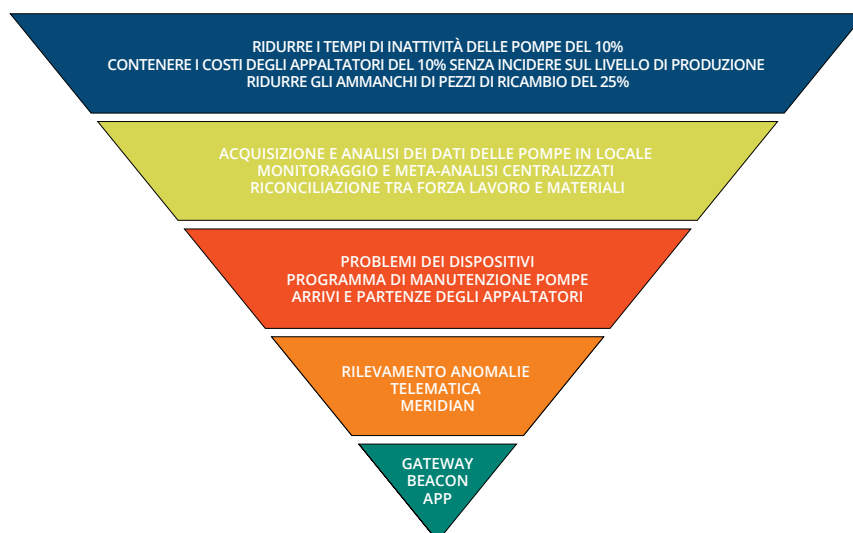 RIDURRE I TEMPI DI INATTIVITÀ DELLE POMPE DEL 10%
CONTENERE I COSTI DEGLI APPALTATORI DEL 10% SENZA INCIDERE SUL LIVELLO DI PRODUZIONE
RIDURRE GLI AMMANCHI DI PEZZI DI RICAMBIO DEL 25%
ACQUISIZIONE E ANALISI DEI DATI DELLE POMPE IN LOCALE
MONITORAGGIO E META-ANALISI CENTRALIZZATI
RICONCILIAZIONE TRA FORZA LAVORO E MATERIALI
PROBLEMI DEI DISPOSITIVI
PROGRAMMA DI MANUTENZIONE POMPE
ARRIVI E PARTENZE DEGLI APPALTATORI
RILEVAMENTO ANOMALIE
TELEMATICA
MERIDIAN
GATEWAY
BEACON
APP